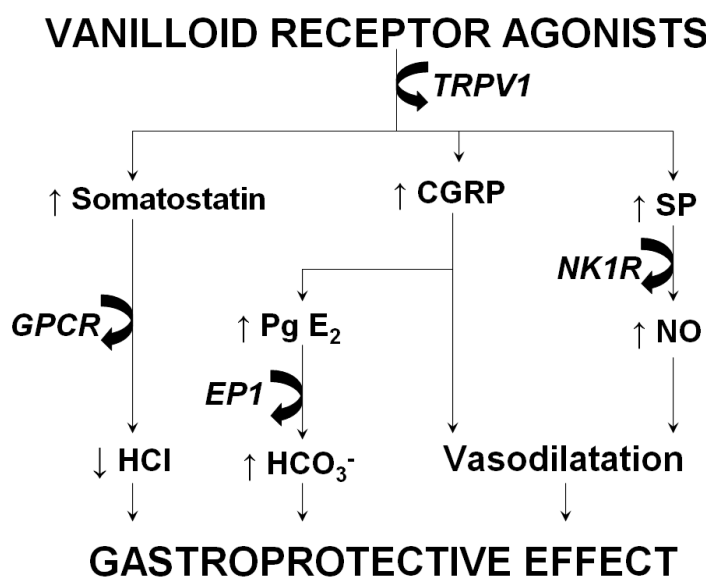 VANILLOID RECEPTOR AGONISTS
TRPV1
↑ Somatostatin
↑ CGRP
↑ SP
NK1R
GPCR
↑ Pg E₂
↑ NO
EP1
↓ HCl
↑ HCO₃⁻
Vasodilatation
GASTROPROTECTIVE EFFECT